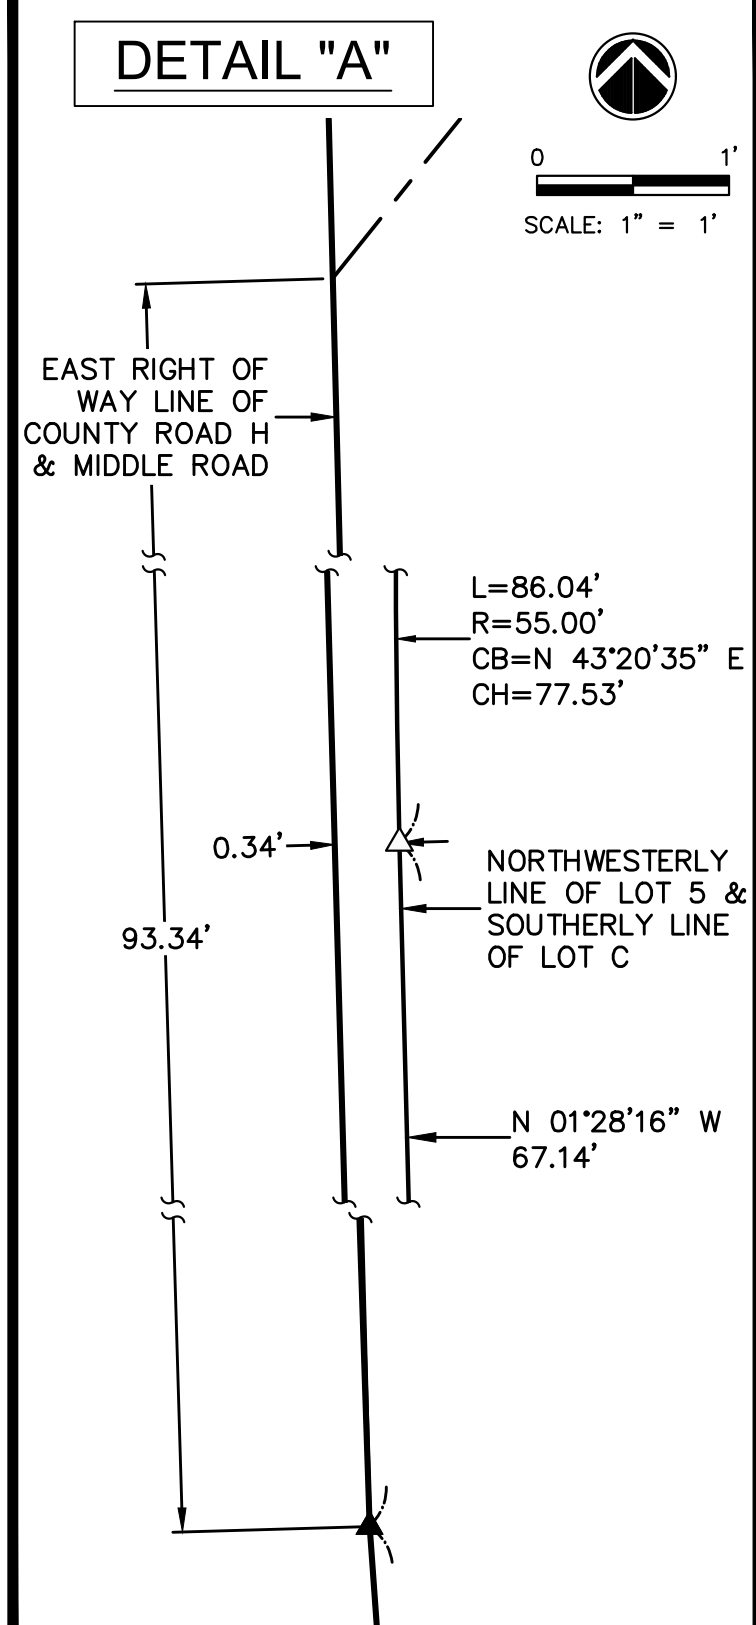 DETAIL "A"
0 1'
SCALE: 1" = 1'
EAST RIGHT OF
WAY LINE OF
COUNTY ROAD H
& MIDDLE ROAD
L=86.04'
R=55.00'
CB=N 43°20'35" E
CH=77.53'
0.34'
NORTHWESTERLY
LINE OF LOT 5 &
SOUTHERLY LINE
OF LOT C
93.34'
N 01°28'16" W
67.14'